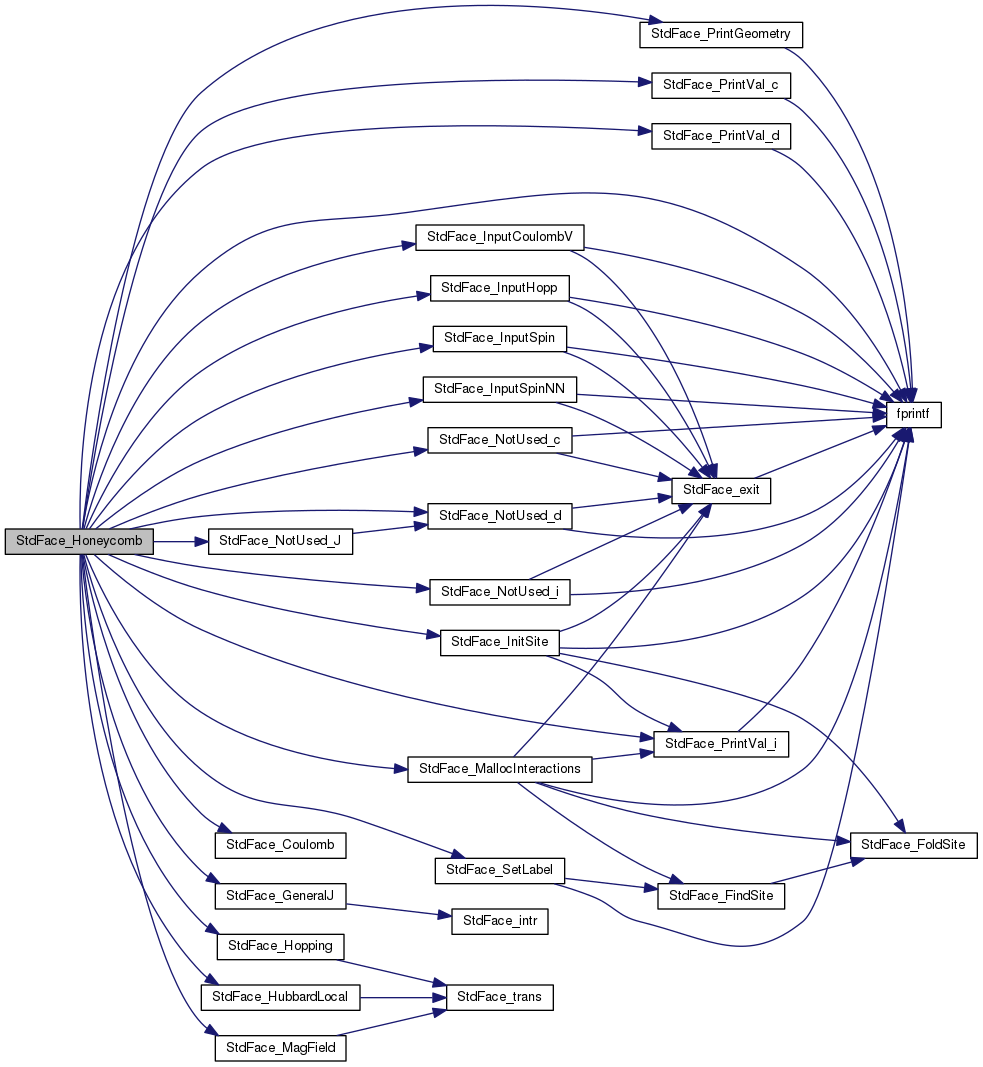 StdFace_PrintGeometry
StdFace_PrintVal_c
StdFace_PrintVal_d
StdFace_InputCoulombV
StdFace_InputHopp
StdFace_InputSpin
StdFace_InputSpinNN
fprintf
StdFace_NotUsed_c
StdFace_exit
StdFace_NotUsed_d
StdFace_Honeycomb
StdFace_NotUsed_J
StdFace_NotUsed_i
StdFace_InitSite
StdFace_PrintVal_i
StdFace_MallocInteractions
StdFace_Coulomb
StdFace_FoldSite
StdFace_SetLabel
StdFace_GeneralJ
StdFace_FindSite
StdFace_intr
StdFace_Hopping
StdFace_HubbardLocal
StdFace_trans
StdFace_MagField